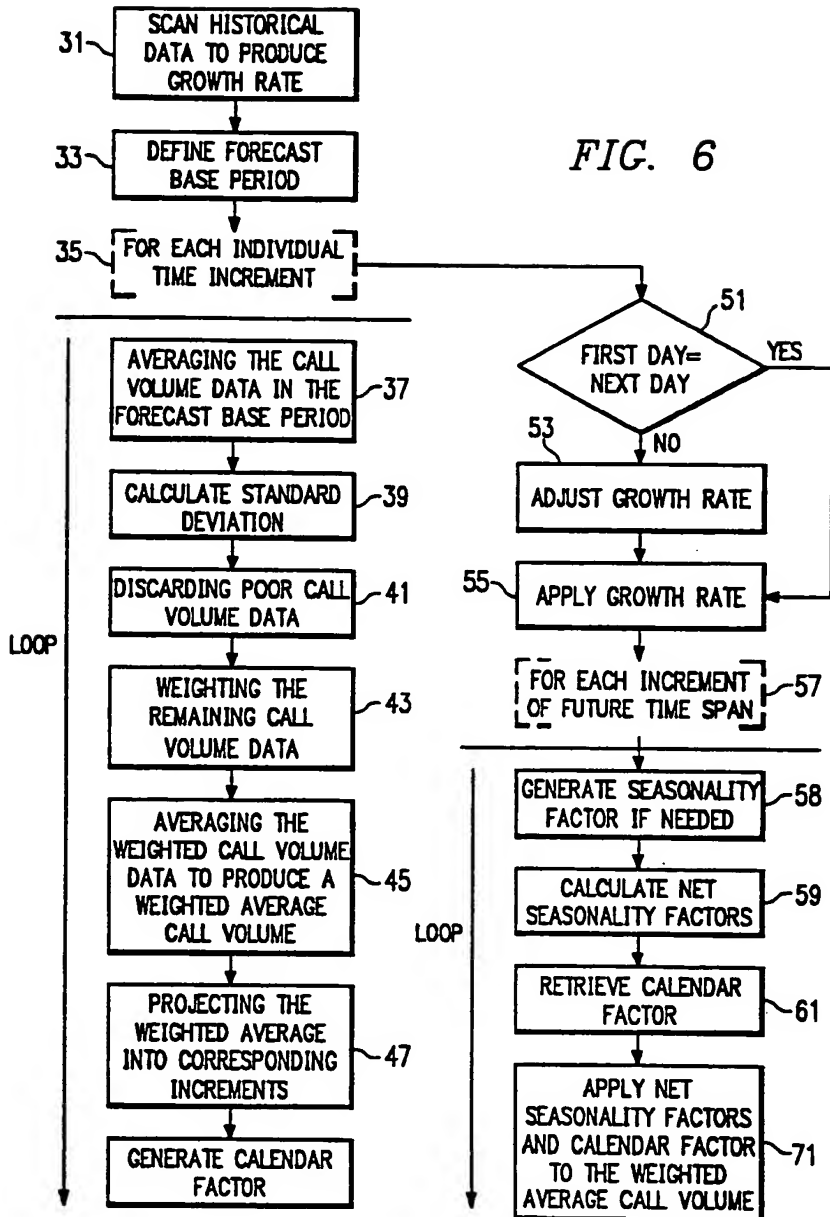 31
SCAN HISTORICAL
DATA TO PRODUCE
GROWTH RATE
33
DEFINE FORECAST
BASE PERIOD
35
FOR EACH INDIVIDUAL
TIME INCREMENT
FIG. 6
LOOP
AVERAGING THE CALL
VOLUME DATA IN THE
FORECAST BASE PERIOD
37
CALCULATE STANDARD
DEVIATION
39
DISCARDING POOR CALL
VOLUME DATA
41
WEIGHTING THE
REMAINING CALL
VOLUME DATA
43
AVERAGING THE
WEIGHTED CALL VOLUME
DATA TO PRODUCE A
WEIGHTED AVERAGE
CALL VOLUME
45
PROJECTING THE
WEIGHTED AVERAGE
INTO CORRESPONDING
INCREMENTS
47
GENERATE CALENDAR
FACTOR
51
FIRST DAY=
NEXT DAY
YES
NO
53
ADJUST GROWTH RATE
55
APPLY GROWTH RATE
FOR EACH INCREMENT
OF FUTURE TIME SPAN
57
LOOP
GENERATE SEASONALITY
FACTOR IF NEEDED
58
CALCULATE NET
SEASONALITY FACTORS
59
RETRIEVE CALENDAR
FACTOR
61
APPLY NET
SEASONALITY FACTORS
AND CALENDAR FACTOR
TO THE WEIGHTED
AVERAGE CALL VOLUME
71